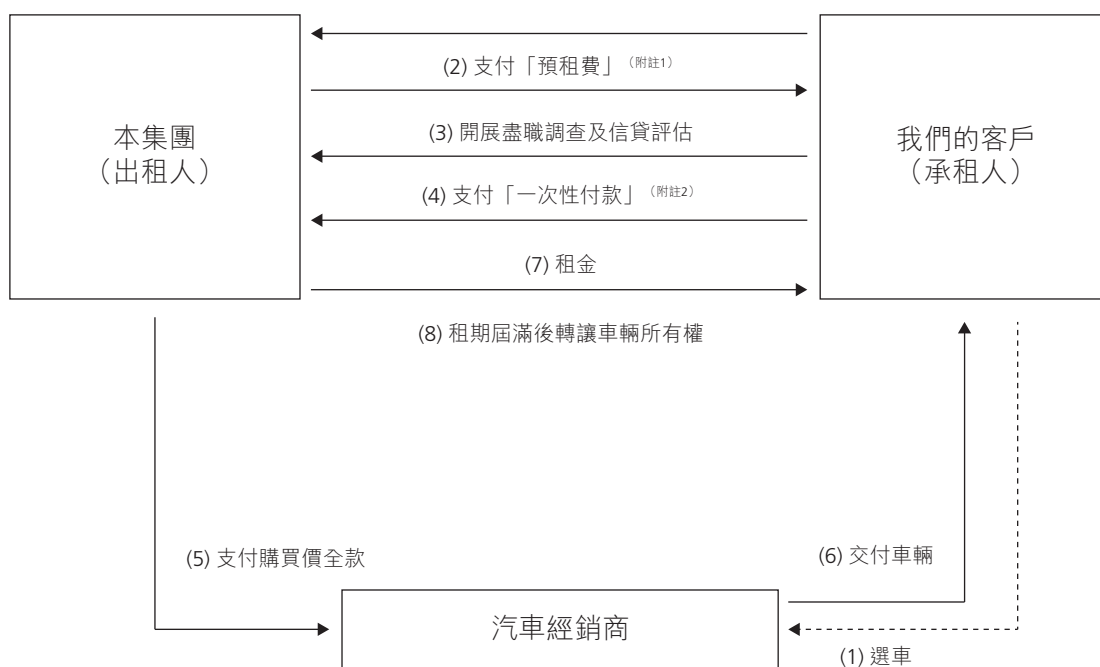 (2) 支付「預租費」（附註1）
(3) 開展盡職調查及信貸評估
本集團
（出租人）
我們的客戶
（承租人）
(4) 支付「一次性付款」（附註2）
(7) 租金
(8) 租期屆滿後轉讓車輛所有權
(5) 支付購買價全款
(6) 交付車輛
汽車經銷商
(1) 選車